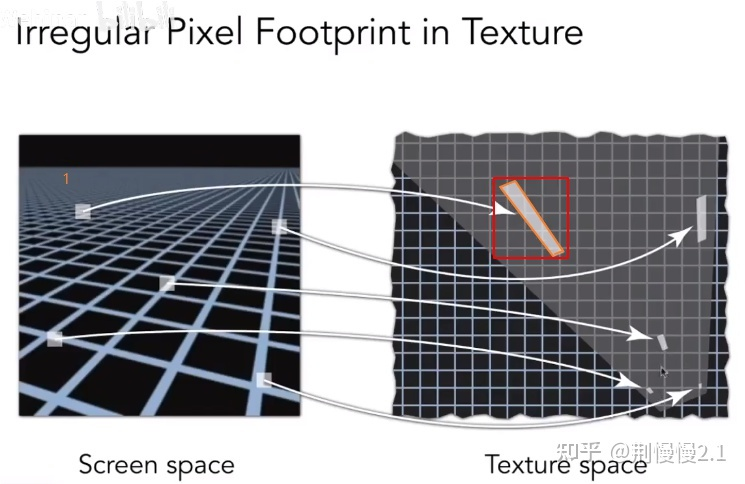 Irregular Pixel Footprint in Texture
1
Screen space
Texture space
知乎 @荆慢慢2.1